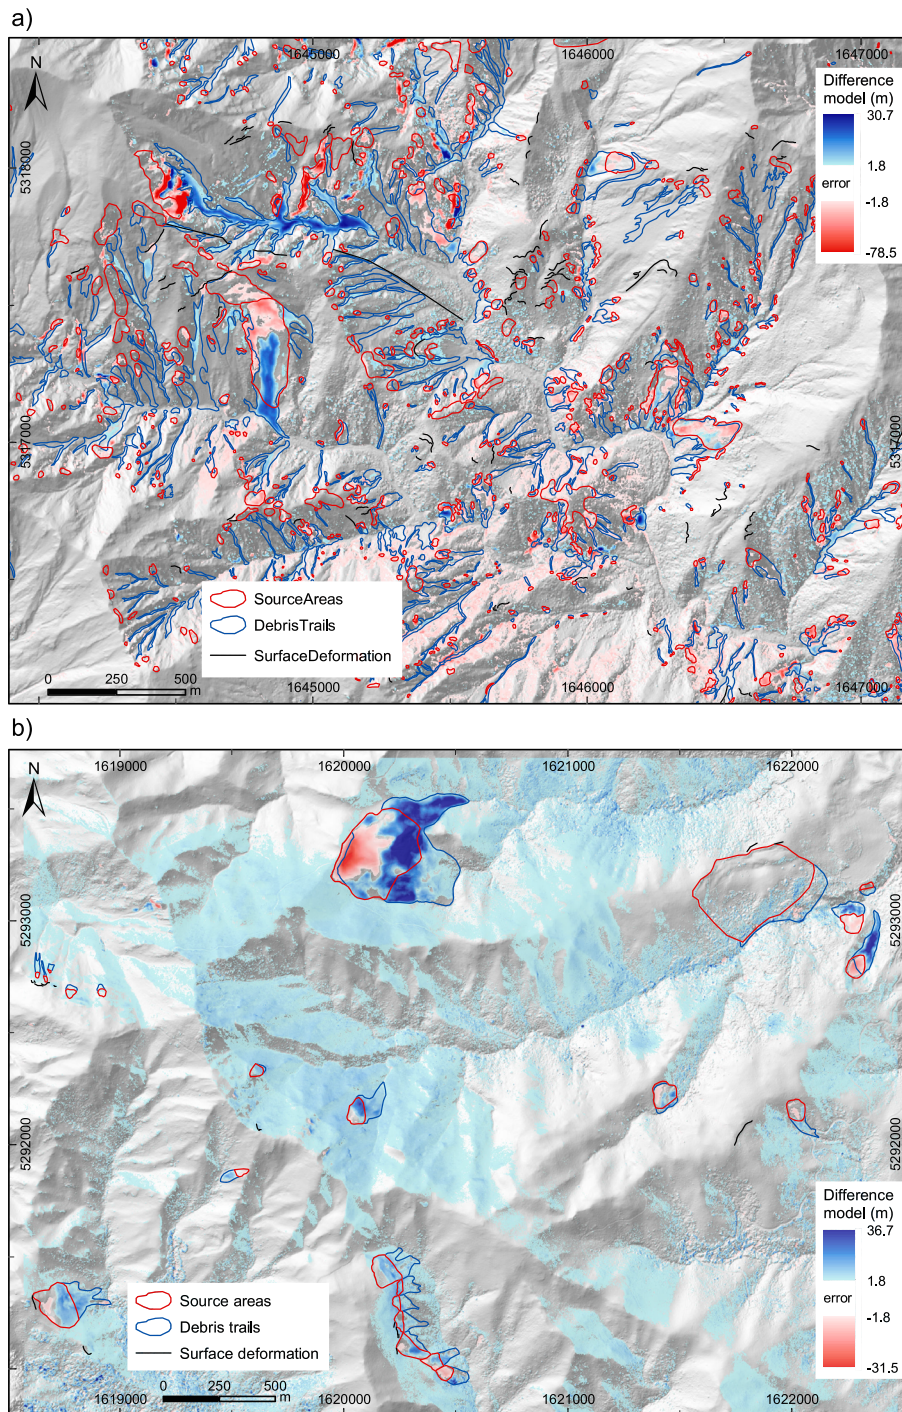 a)
1645000
1646000
1647000
N
Difference
model (m)
30.7
1.8
error
-1.8
-78.5
5318000
5318000
5317000
5317000
SourceAreas
DebrisTrails
SurfaceDeformation
0 250 500
m
1645000
1646000
1647000
b)
1619000
1620000
1621000
1622000
N
5293000
5293000
5292000
5292000
Difference
model (m)
36.7
1.8
error
-1.8
-31.5
Source areas
Debris trails
Surface deformation
0 250 500
m
1619000
1620000
1621000
1622000